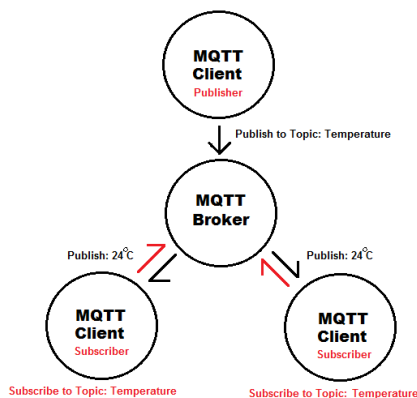 MQTT
Client
Publisher
Publish to Topic: Temperature
MQTT
Broker
Publish: 24°C
Publish: 24°C
MQTT
Client
Subscriber
MQTT
Client
Subscriber
Subscribe to Topic: Temperature
Subscribe to Topic: Temperature